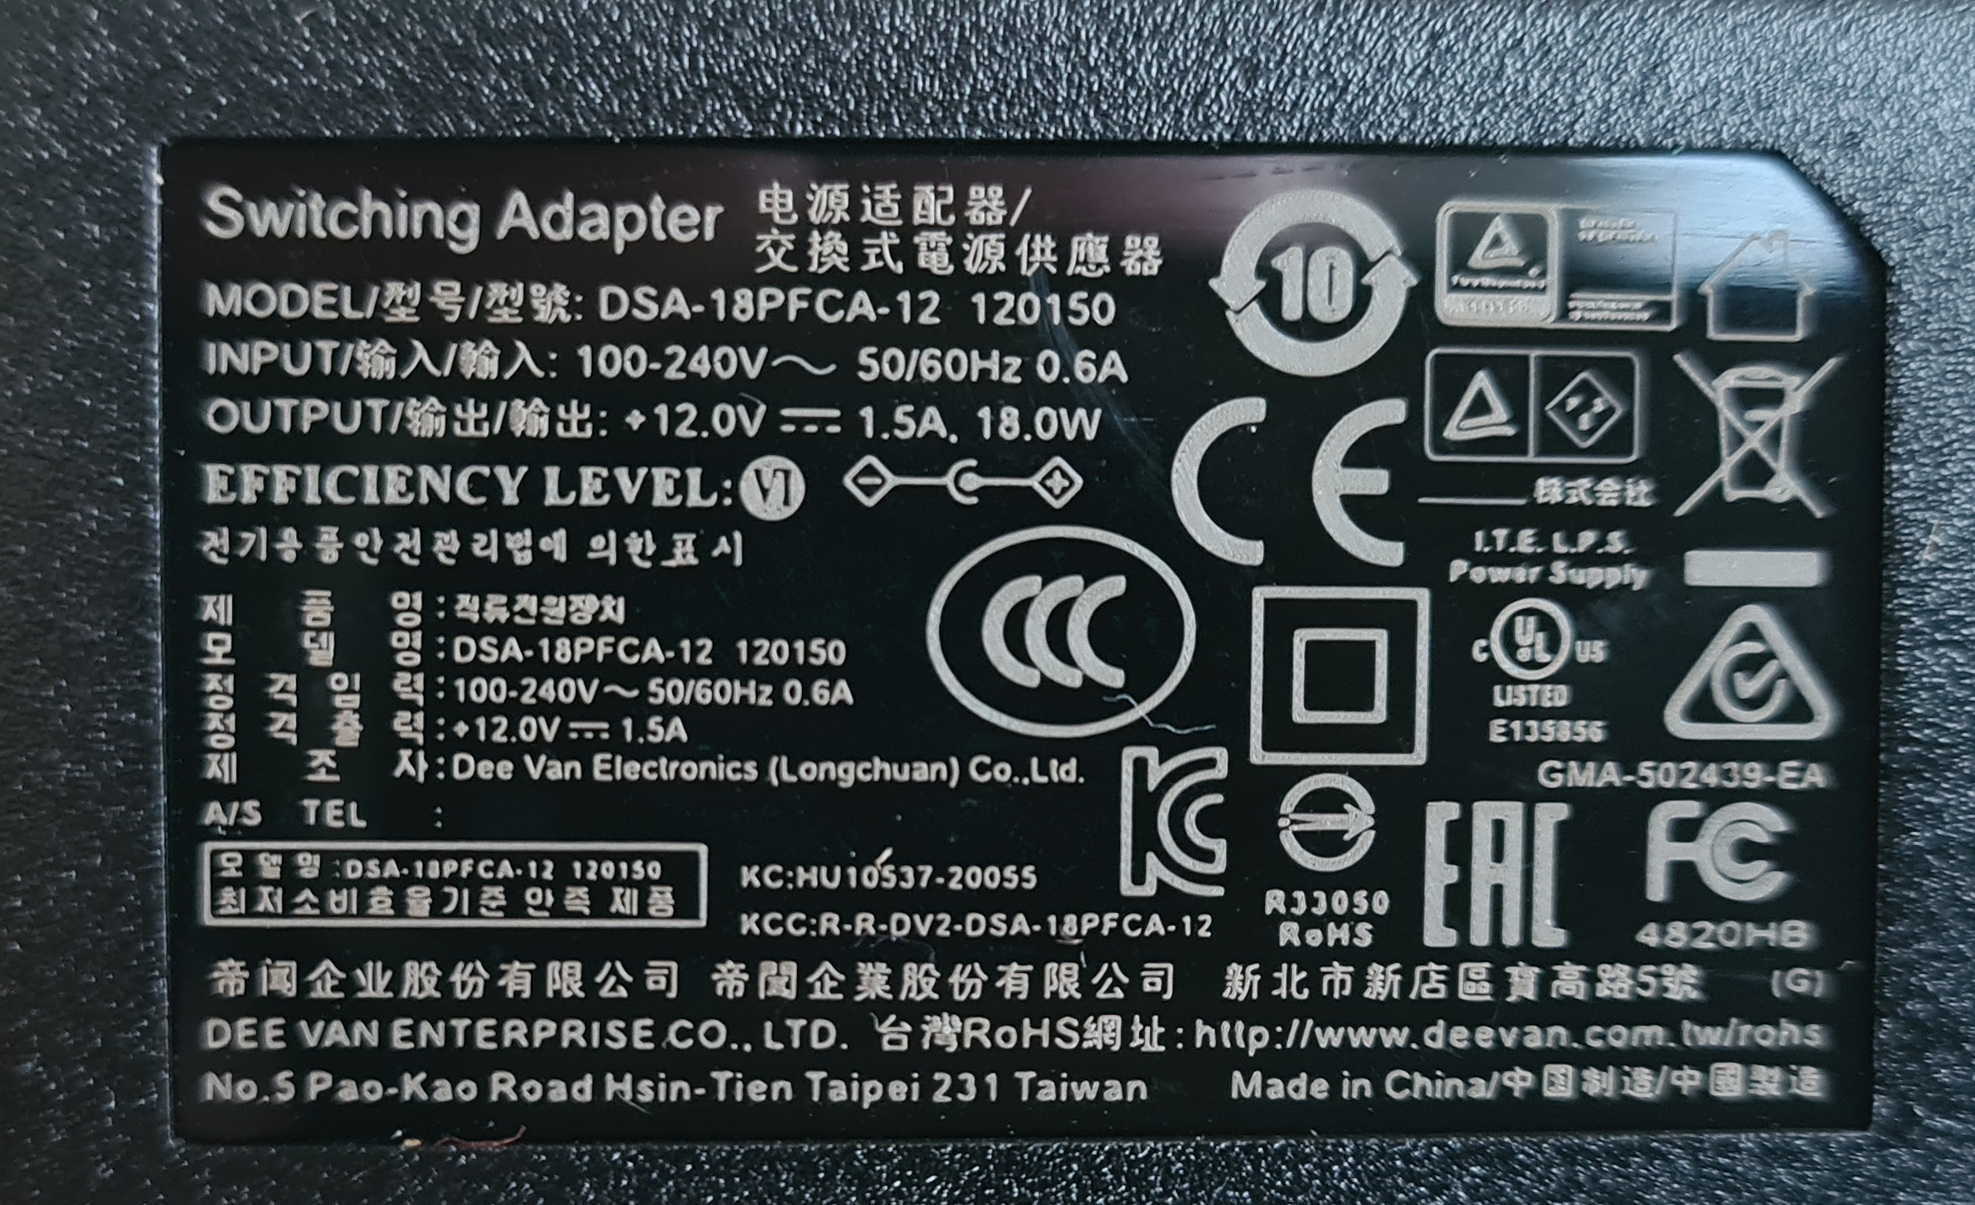 Switching Adapter 电源适配器/
交換式電源供應器
MODEL/型号/型號: DSA-18PFCA-12 120150
INPUT/输入/輸入: 100-240V～ 50/60Hz 0.6A
OUTPUT/输出/輸出: +12.0V ⎓ 1.5A, 18.0W
EFFICIENCY LEVEL: VI
전기용품안전관리법에 의한 표시
제 품 명 : 직류전원장치
모 델 명 : DSA-18PFCA-12 120150
정 격 입 력 : 100-240V～ 50/60Hz 0.6A
정 격 출 력 : +12.0V ⎓ 1.5A
제 조 자 : Dee Van Electronics (Longchuan) Co.,Ltd.
A/S TEL :
모 델 명 :DSA-18PFCA-12 120150
최저소비효율기준 만족 제품
KC:HU10537-20055
KCC:R-R-DV2-DSA-18PFCA-12
10
CE
CCC
KC
株式会社
I.T.E. L.P.S.
Power Supply
C UL US
LISTED
E135856
GMA-502439-EA
R33050
RoHS
EAC
FC
4820HB
帝闻企业股份有限公司 帝聞企業股份有限公司 新北市新店區寶高路5號 (G)
DEE VAN ENTERPRISE CO., LTD. 台灣RoHS網址:http://www.deevan.com.tw/rohs
No.5 Pao-Kao Road Hsin-Tien Taipei 231 Taiwan Made in China/中国制造/中國製造